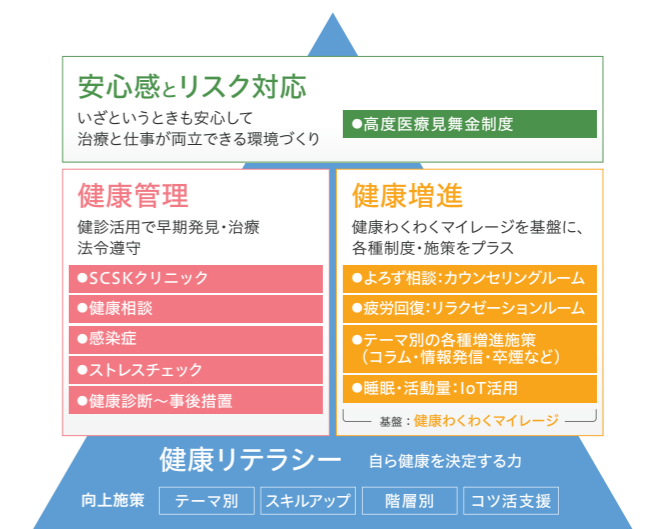 安心感とリスク対応
いざというときも安心して
治療と仕事が両立できる環境づくり
●高度医療見舞金制度
健康管理
健診活用で早期発見・治療
法令遵守
●SCSKクリニック
●健康相談
●感染症
●ストレスチェック
●健康診断～事後措置
健康増進
健康わくわくマイレージを基盤に、
各種制度・施策をプラス
●よろず相談：カウンセリングルーム
●疲労回復：リラクゼーションルーム
●テーマ別の各種増進施策
（コラム・情報発信・卒煙など）
●睡眠・活動量：IoT活用
基盤：健康わくわくマイレージ
健康リテラシー 自ら健康を決定する力
向上施策 テーマ別 スキルアップ 階層別 コツ活支援